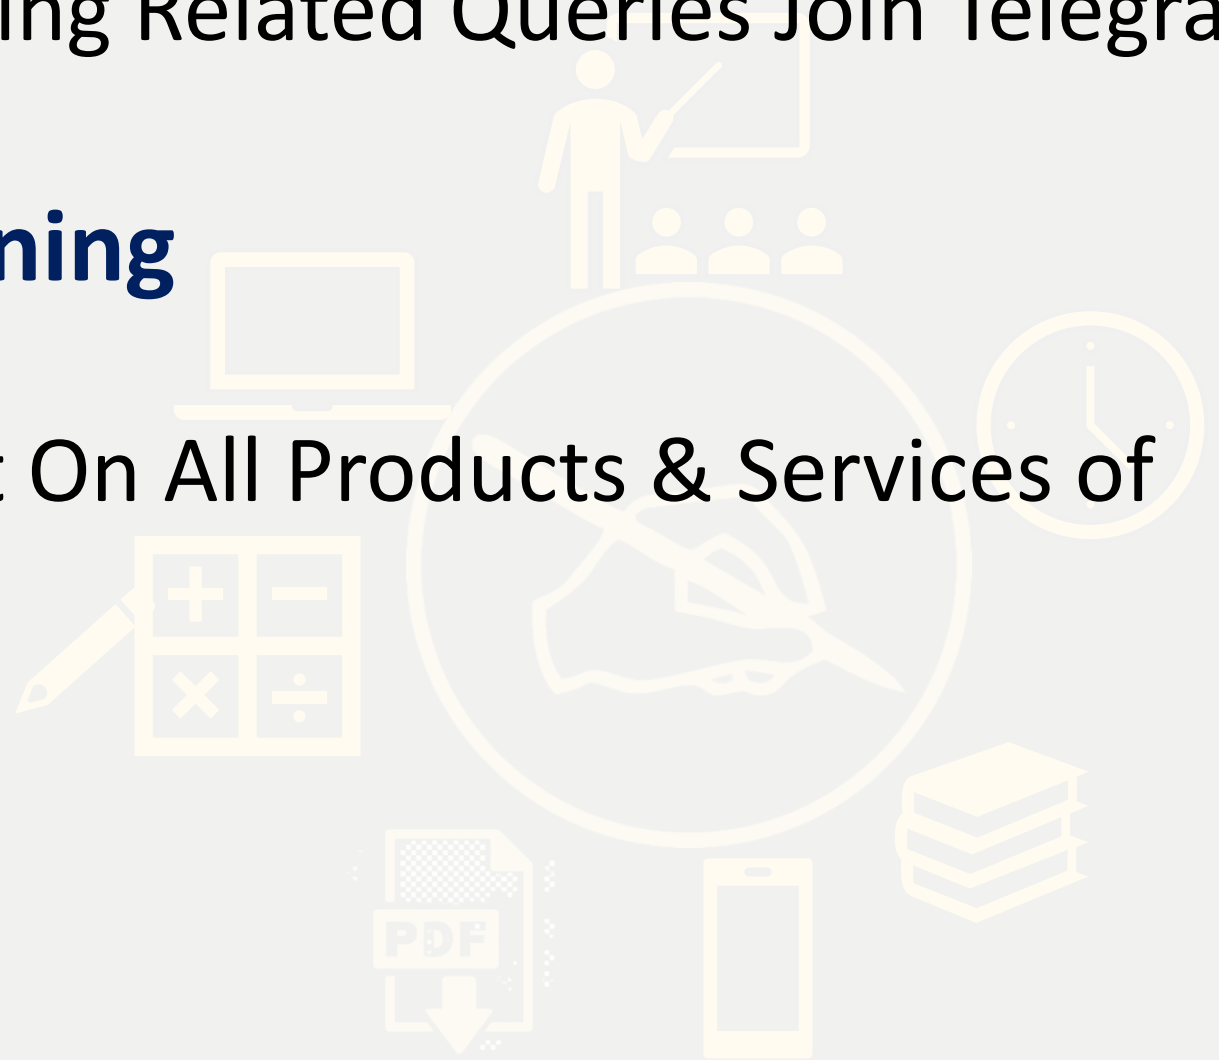 ing Related Queries Join Telegra
ning
t On All Products & Services of
PDF